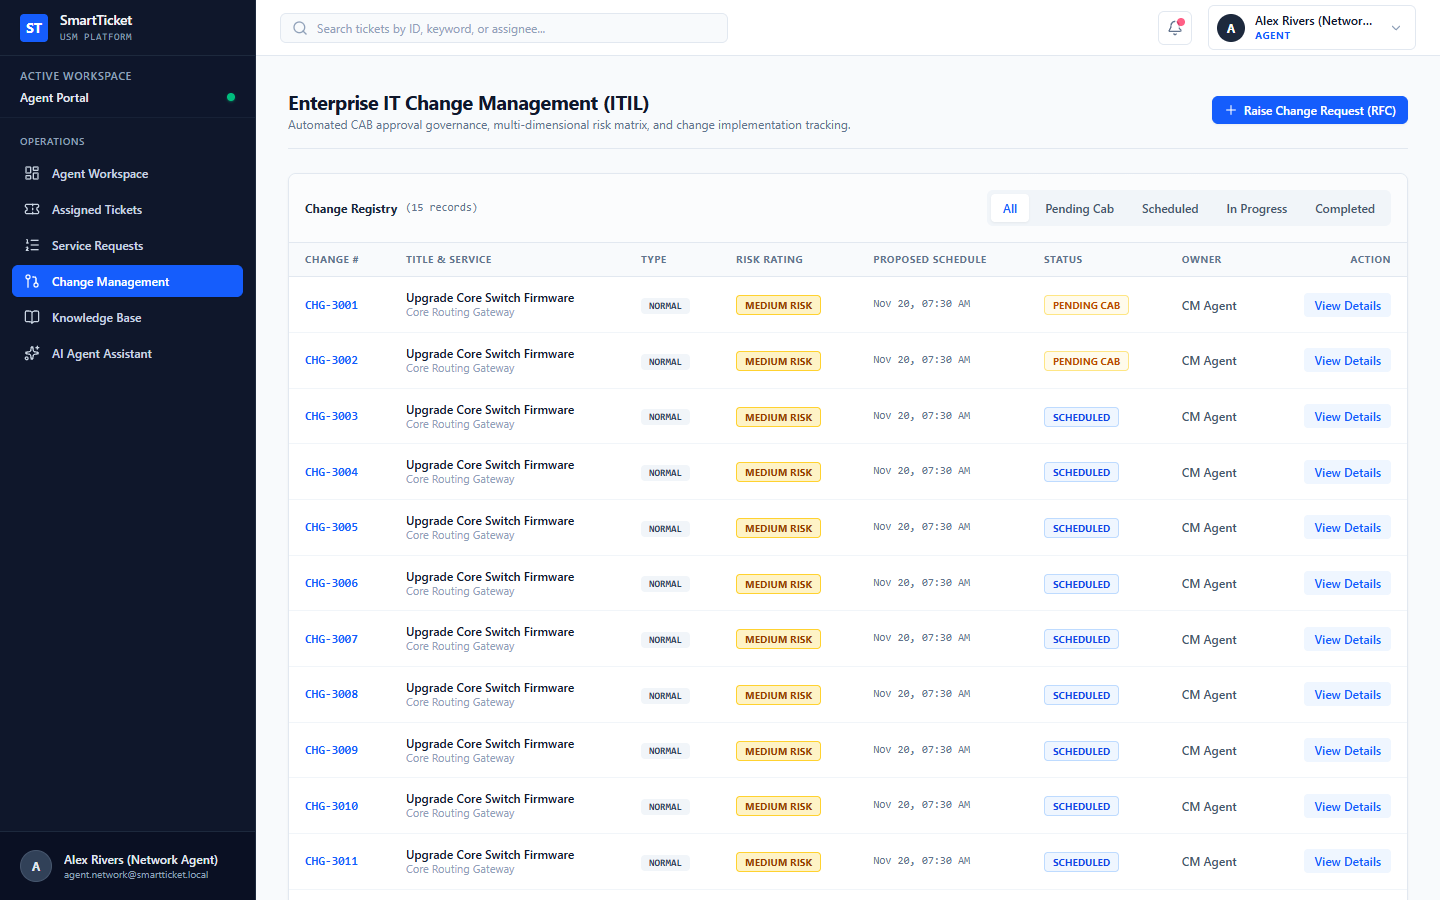 ST
SmartTicket
USM PLATFORM
ACTIVE WORKSPACE
Agent Portal
OPERATIONS
Agent Workspace
Assigned Tickets
Service Requests
Change Management
Knowledge Base
AI Agent Assistant
A
Alex Rivers (Network Agent)
agent.network@smartticket.local
Search tickets by ID, keyword, or assignee...
A
Alex Rivers (Networ...
AGENT
Enterprise IT Change Management (ITIL)
Automated CAB approval governance, multi-dimensional risk matrix, and change implementation tracking.
Raise Change Request (RFC)
Change Registry (15 records)
All Pending Cab Scheduled In Progress Completed
CHANGE # TITLE & SERVICE TYPE RISK RATING PROPOSED SCHEDULE STATUS OWNER ACTION
CHG-3001 Upgrade Core Switch Firmware NORMAL MEDIUM RISK Nov 20, 07:30 AM PENDING CAB CM Agent View Details
Core Routing Gateway
CHG-3002 Upgrade Core Switch Firmware NORMAL MEDIUM RISK Nov 20, 07:30 AM PENDING CAB CM Agent View Details
Core Routing Gateway
CHG-3003 Upgrade Core Switch Firmware NORMAL MEDIUM RISK Nov 20, 07:30 AM SCHEDULED CM Agent View Details
Core Routing Gateway
CHG-3004 Upgrade Core Switch Firmware NORMAL MEDIUM RISK Nov 20, 07:30 AM SCHEDULED CM Agent View Details
Core Routing Gateway
CHG-3005 Upgrade Core Switch Firmware NORMAL MEDIUM RISK Nov 20, 07:30 AM SCHEDULED CM Agent View Details
Core Routing Gateway
CHG-3006 Upgrade Core Switch Firmware NORMAL MEDIUM RISK Nov 20, 07:30 AM SCHEDULED CM Agent View Details
Core Routing Gateway
CHG-3007 Upgrade Core Switch Firmware NORMAL MEDIUM RISK Nov 20, 07:30 AM SCHEDULED CM Agent View Details
Core Routing Gateway
CHG-3008 Upgrade Core Switch Firmware NORMAL MEDIUM RISK Nov 20, 07:30 AM SCHEDULED CM Agent View Details
Core Routing Gateway
CHG-3009 Upgrade Core Switch Firmware NORMAL MEDIUM RISK Nov 20, 07:30 AM SCHEDULED CM Agent View Details
Core Routing Gateway
CHG-3010 Upgrade Core Switch Firmware NORMAL MEDIUM RISK Nov 20, 07:30 AM SCHEDULED CM Agent View Details
Core Routing Gateway
CHG-3011 Upgrade Core Switch Firmware NORMAL MEDIUM RISK Nov 20, 07:30 AM SCHEDULED CM Agent View Details
Core Routing Gateway